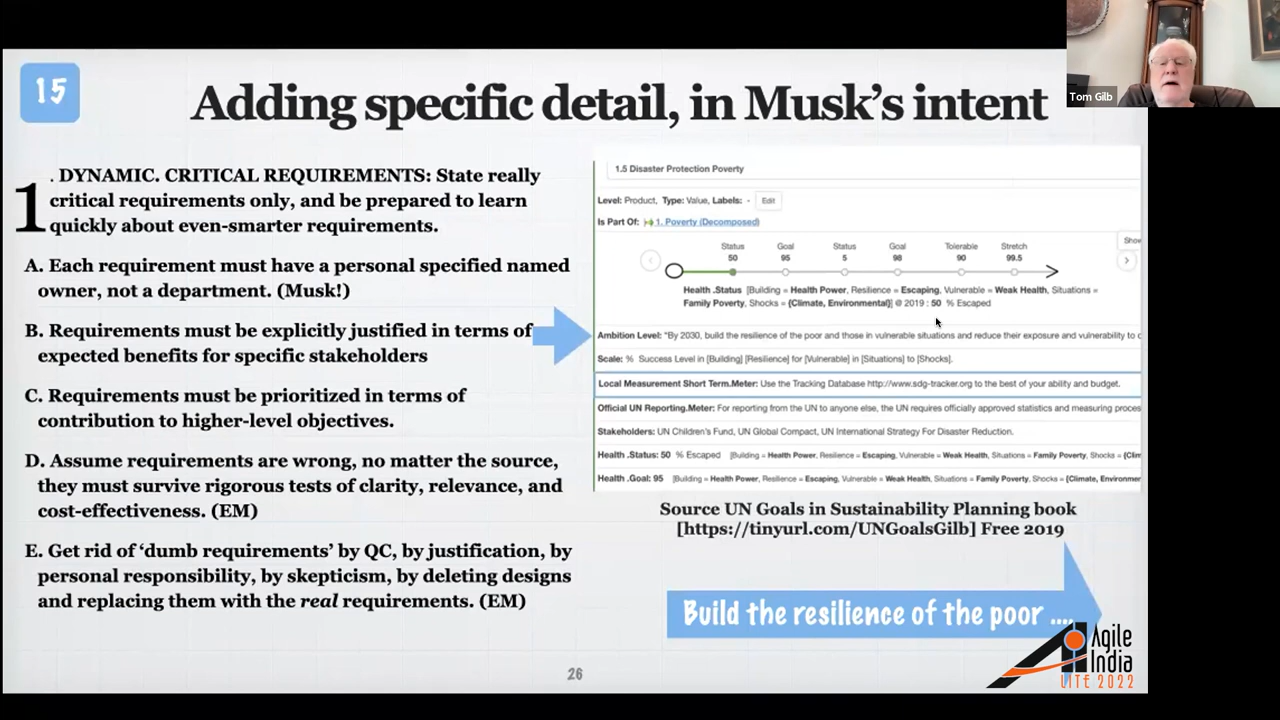 Tom Gilb
15
Adding specific detail, in Musk's intent
1. DYNAMIC. CRITICAL REQUIREMENTS: State really
critical requirements only, and be prepared to learn
quickly about even-smarter requirements.
A. Each requirement must have a personal specified named
owner, not a department. (Musk!)
B. Requirements must be explicitly justified in terms of
expected benefits for specific stakeholders
C. Requirements must be prioritized in terms of
contribution to higher-level objectives.
D. Assume requirements are wrong, no matter the source,
they must survive rigorous tests of clarity, relevance, and
cost-effectiveness. (EM)
E. Get rid of 'dumb requirements' by QC, by justification, by
personal responsibility, by skepticism, by deleting designs
and replacing them with the real requirements. (EM)
1.5 Disaster Protection Poverty
Level: Product, Type: Value, Labels: - Edit
Is Part Of: 1. Poverty (Decomposed)
Show
Status Goal Status Goal Tolerable Stretch
50 95 5 98 90 99.5
Health .Status [Building = Health Power, Resilience = Escaping, Vulnerable = Weak Health, Situations =
Family Poverty, Shocks = {Climate, Environmental}] @ 2019 : 50 % Escaped
Ambition Level: "By 2030, build the resilience of the poor and those in vulnerable situations and reduce their exposure and vulnerability to c
Scale: % Success Level in [Building] [Resilience] for [Vulnerable] in [Situations] to [Shocks].
Local Measurement Short Term.Meter: Use the Tracking Database http://www.sdg-tracker.org to the best of your ability and budget.
Official UN Reporting.Meter: For reporting from the UN to anyone else, the UN requires officially approved statistics and measuring proces
Stakeholders: UN Children's Fund, UN Global Compact, UN International Strategy For Disaster Reduction.
Health .Status: 50 % Escaped [Building = Health Power, Resilience = Escaping, Vulnerable = Weak Health, Situations = Family Poverty, Shocks = {Clim
Health .Goal: 95 [Building = Health Power, Resilience = Escaping, Vulnerable = Weak Health, Situations = Family Poverty, Shocks = {Climate, Environmer
Source UN Goals in Sustainability Planning book
[https://tinyurl.com/UNGoalsGilb] Free 2019
Build the resilience of the poor ....
Agile
India
LITE 2022
26